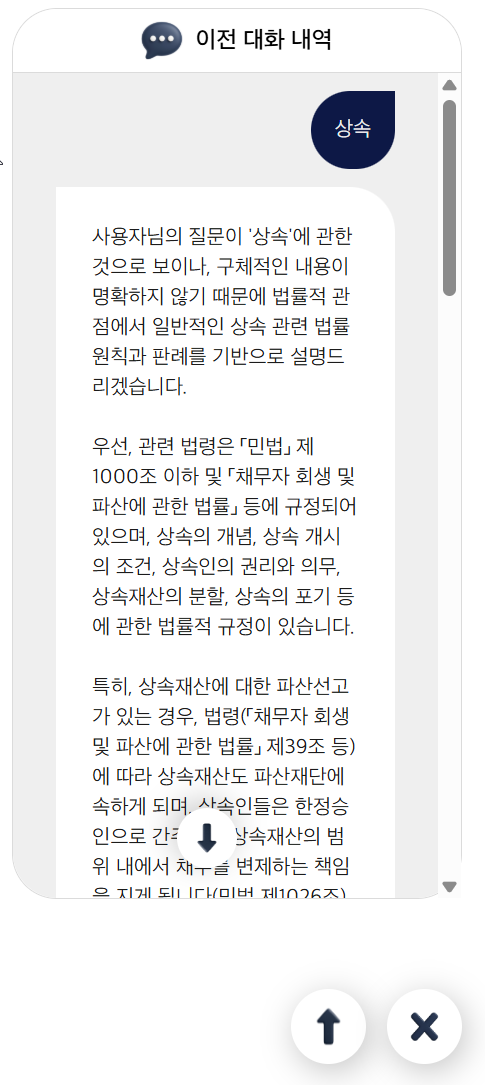 이전 대화 내역
상속
사용자님의 질문이 '상속'에 관한
것으로 보이나, 구체적인 내용이
명확하지 않기 때문에 법률적 관
점에서 일반적인 상속 관련 법률
원칙과 판례를 기반으로 설명드
리겠습니다.
우선, 관련 법령은 「민법」 제
1000조 이하 및 「채무자 회생 및
파산에 관한 법률」 등에 규정되어
있으며, 상속의 개념, 상속 개시
의 조건, 상속인의 권리와 의무,
상속재산의 분할, 상속의 포기 등
에 관한 법률적 규정이 있습니다.
특히, 상속재산에 대한 파산선고
가 있는 경우, 법령(「채무자 회생
및 파산에 관한 법률」 제39조 등)
에 따라 상속재산도 파산재단에
속하게 되며, 상속인들은 한정승
인으로 상속재산의 범
위 내에서 채무를 변제하는 책임
을 지게 됩니다(민법 제1026조).